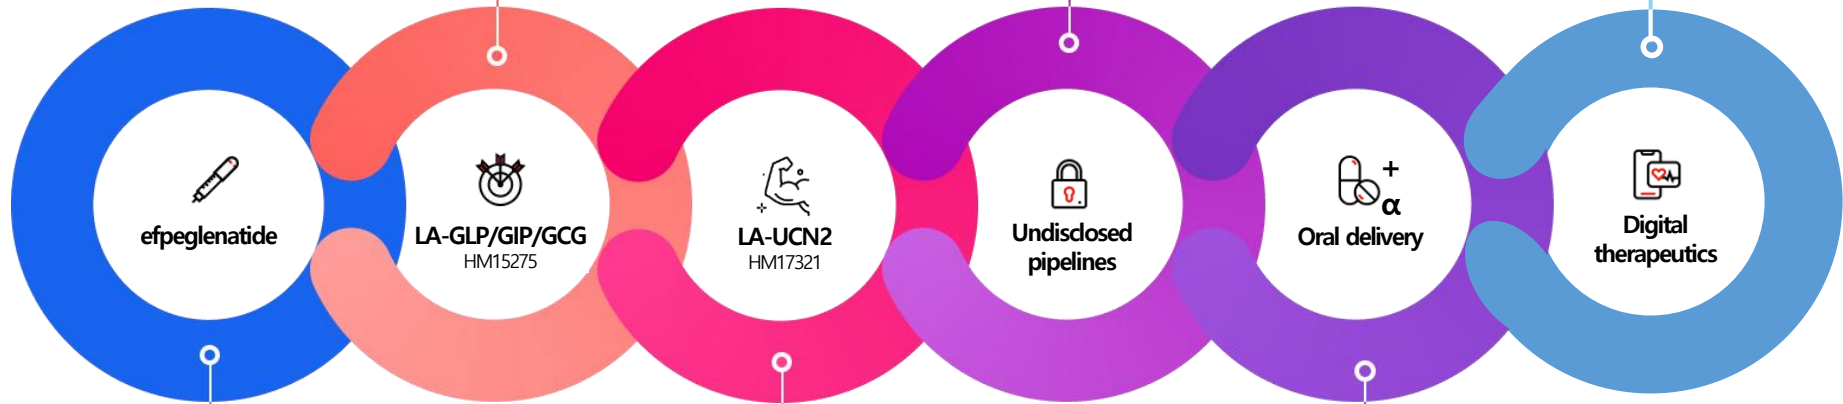 efpeglenatide
LA-GLP/GIP/GCG
HM15275
LA-UCN2
HM17321
Undisclosed
pipelines
+
α
Oral delivery
Digital
therapeutics